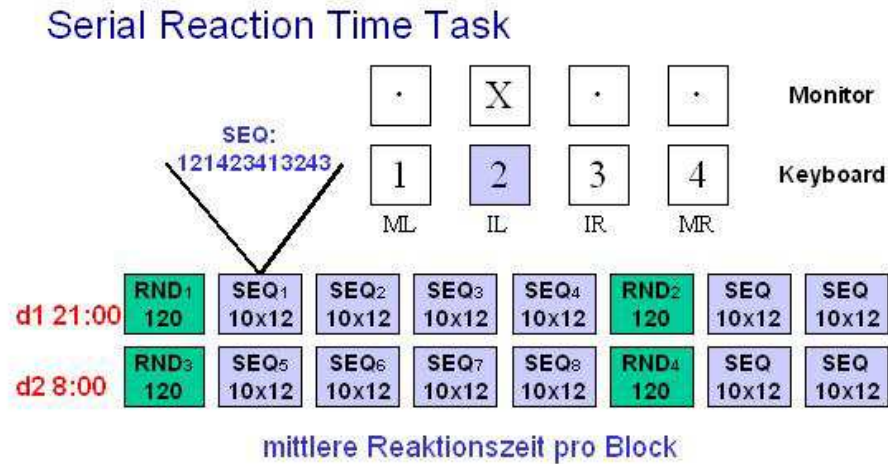 Serial Reaction Time Task
· X · · Monitor
SEQ:
121423413243
1 2 3 4 Keyboard
ML IL IR MR
d1 21:00 RND1 SEQ1 SEQ2 SEQ3 SEQ4 RND2 SEQ SEQ
120 10x12 10x12 10x12 10x12 120 10x12 10x12
d2 8:00 RND3 SEQ5 SEQ6 SEQ7 SEQ8 RND4 SEQ SEQ
120 10x12 10x12 10x12 10x12 120 10x12 10x12
mittlere Reaktionszeit pro Block